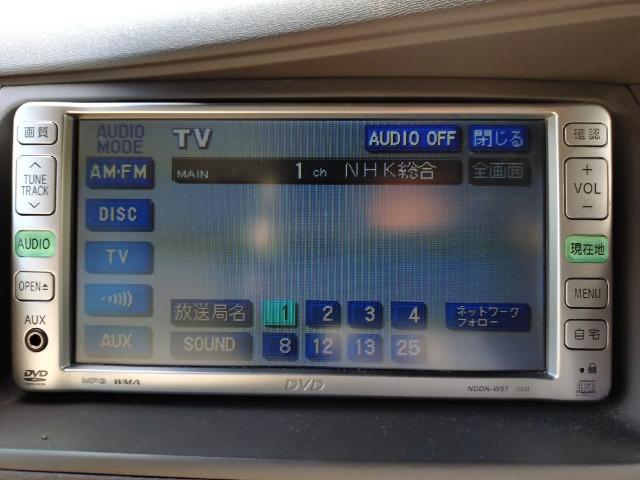 画質
AUDIO MODE
TV
AUDIO OFF
閉じる
確認
TUNE TRACK
AM・FM
MAIN 1 ch NHK総合
全画面
+
VOL
−
DISC
AUDIO
TV
現在地
OPEN
放送局名
1 2 3 4
ネットワークフォロー
MENU
AUX
AUX
SOUND
8 12 13 25
自宅
DVD
MP3 WMA
DVD
NDDN-W57